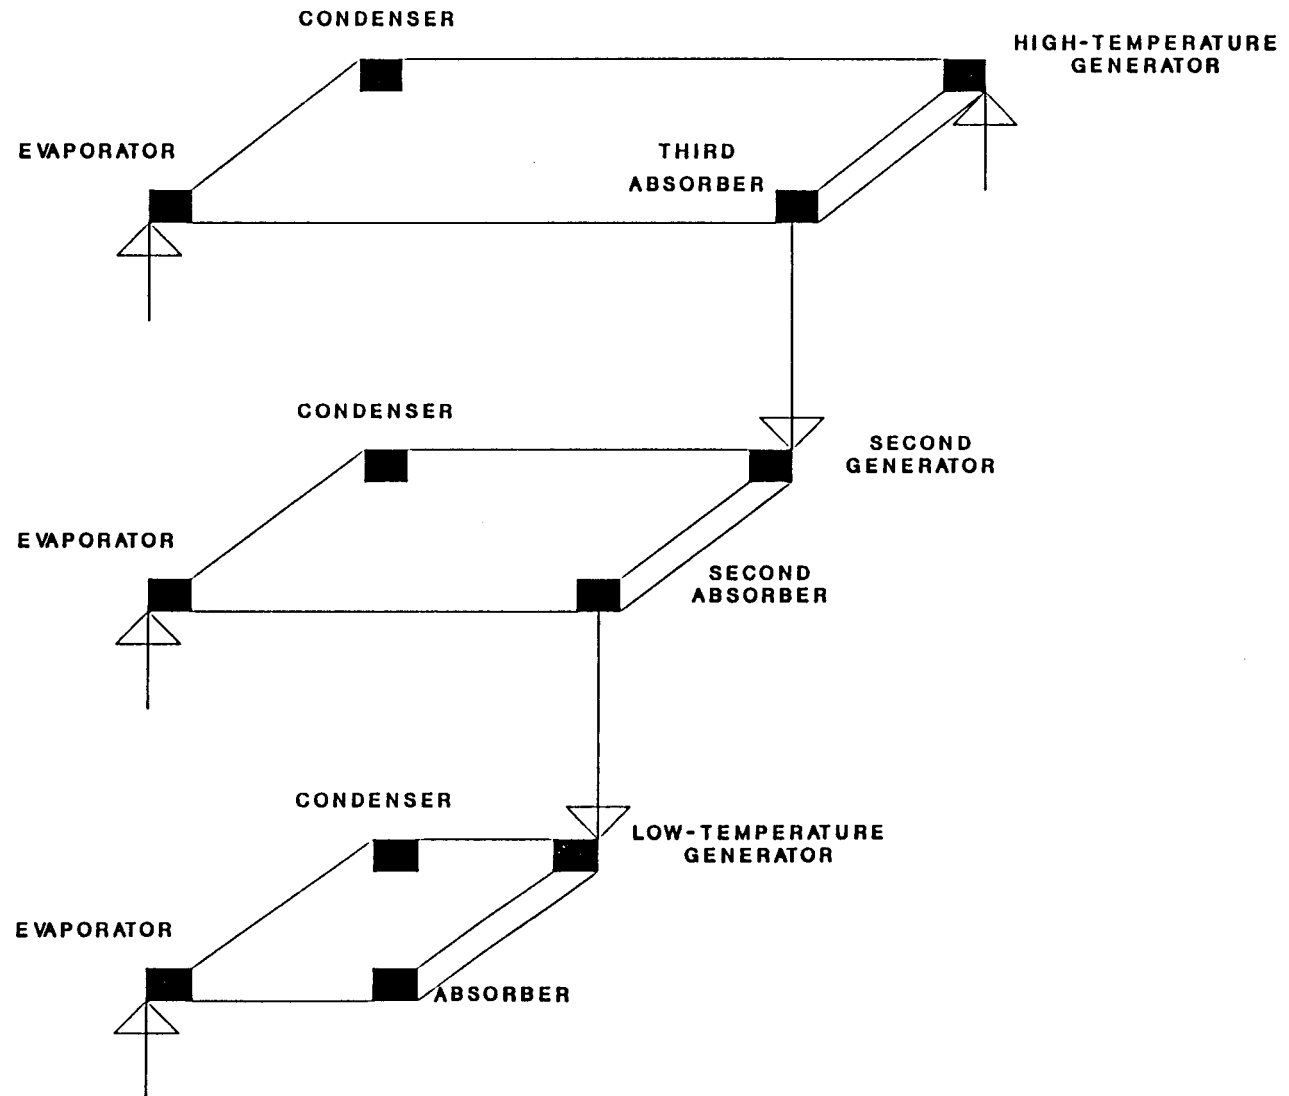 CONDENSER
HIGH-TEMPERATURE
GENERATOR
EVAPORATOR
THIRD
ABSORBER
CONDENSER
SECOND
GENERATOR
EVAPORATOR
SECOND
ABSORBER
CONDENSER
LOW-TEMPERATURE
GENERATOR
EVAPORATOR
ABSORBER